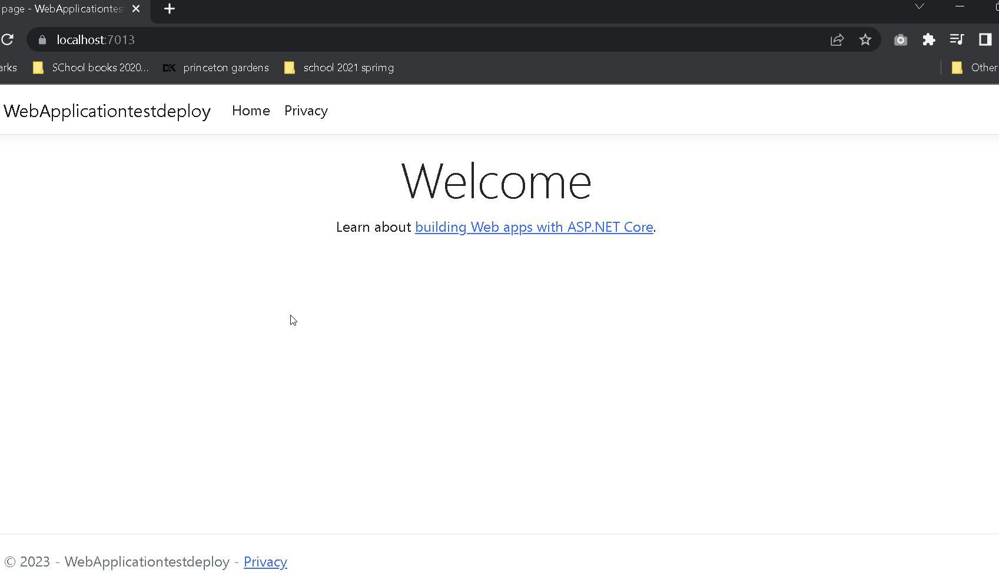 page - WebApplicationtest
localhost:7013
arks SChool books 2020... DK princeton gardens school 2021 sprimg Other
WebApplicationtestdeploy Home Privacy
Welcome
Learn about building Web apps with ASP.NET Core.
© 2023 - WebApplicationtestdeploy - Privacy